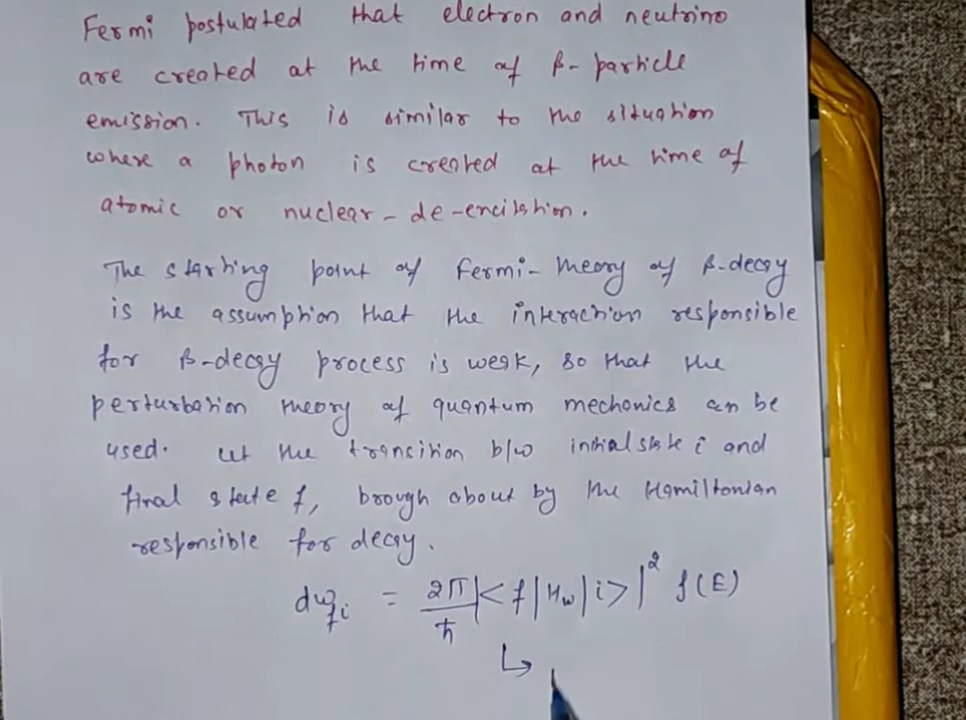 Fermi postulated that electron and neutrino
are created at the time of β-particle
emission. This is similar to the situation
where a photon is created at the time of
atomic or nuclear-de-excitation.
The starting point of Fermi-theory of β-decay
is the assumption that the interaction responsible
for β-decay process is weak, so that the
perturbation theory of quantum mechanics can be
used. let the transition b/w initial state i and
final state f, brough about by the Hamiltonian
responsible for decay.
dω_fi = 2π/ħ |<f|H_w|i>|² ρ(E)
↳